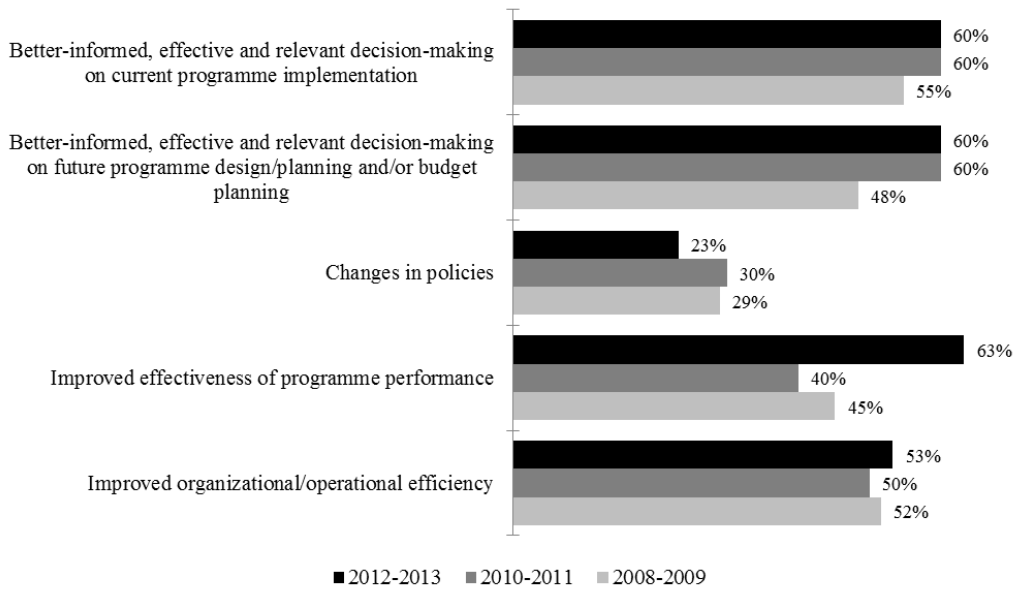 Better-informed, effective and relevant decision-making
on current programme implementation
60%
60%
55%
Better-informed, effective and relevant decision-making
on future programme design/planning and/or budget
planning
60%
60%
48%
Changes in policies
23%
30%
29%
Improved effectiveness of programme performance
63%
40%
45%
Improved organizational/operational efficiency
53%
50%
52%
2012-2013 2010-2011 2008-2009